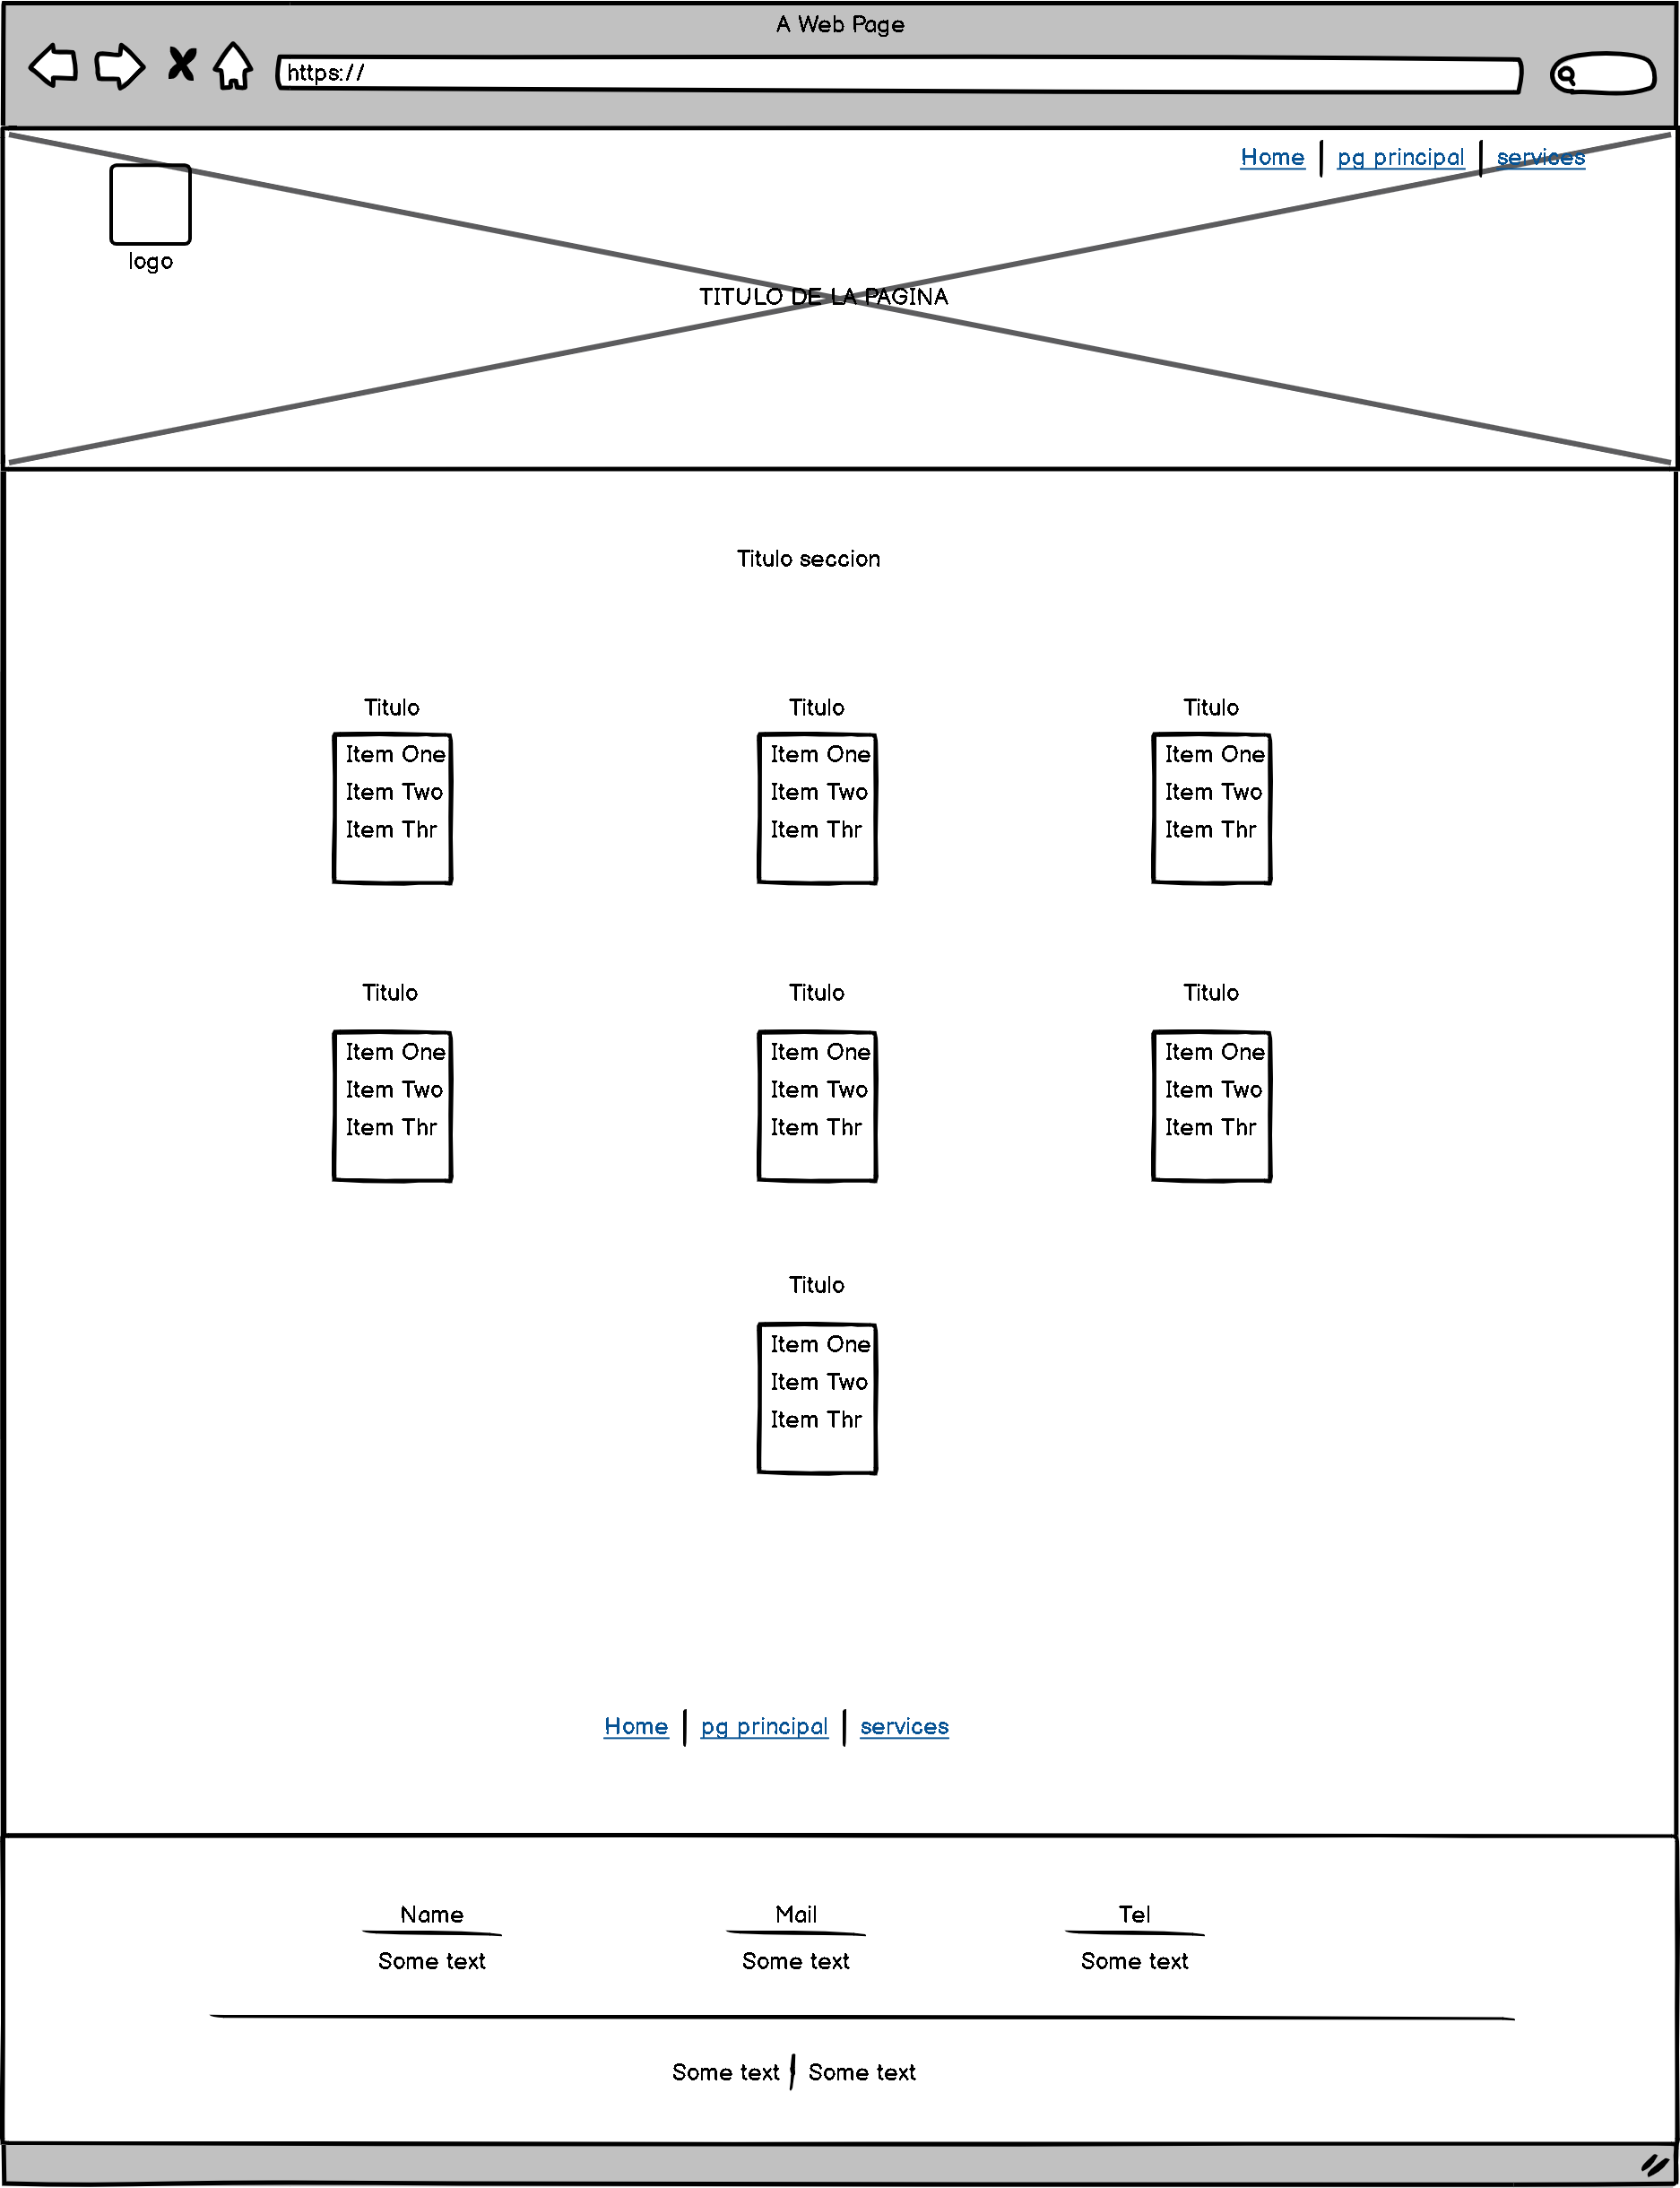 A Web Page
https://
Home | pg principal | services
logo
TITULO DE LA PAGINA
Titulo seccion
Titulo Titulo Titulo
Item One Item One Item One
Item Two Item Two Item Two
Item Thr Item Thr Item Thr
Titulo Titulo Titulo
Item One Item One Item One
Item Two Item Two Item Two
Item Thr Item Thr Item Thr
Titulo
Item One
Item Two
Item Thr
Home | pg principal | services
Name Mail Tel
Some text Some text Some text
Some text | Some text